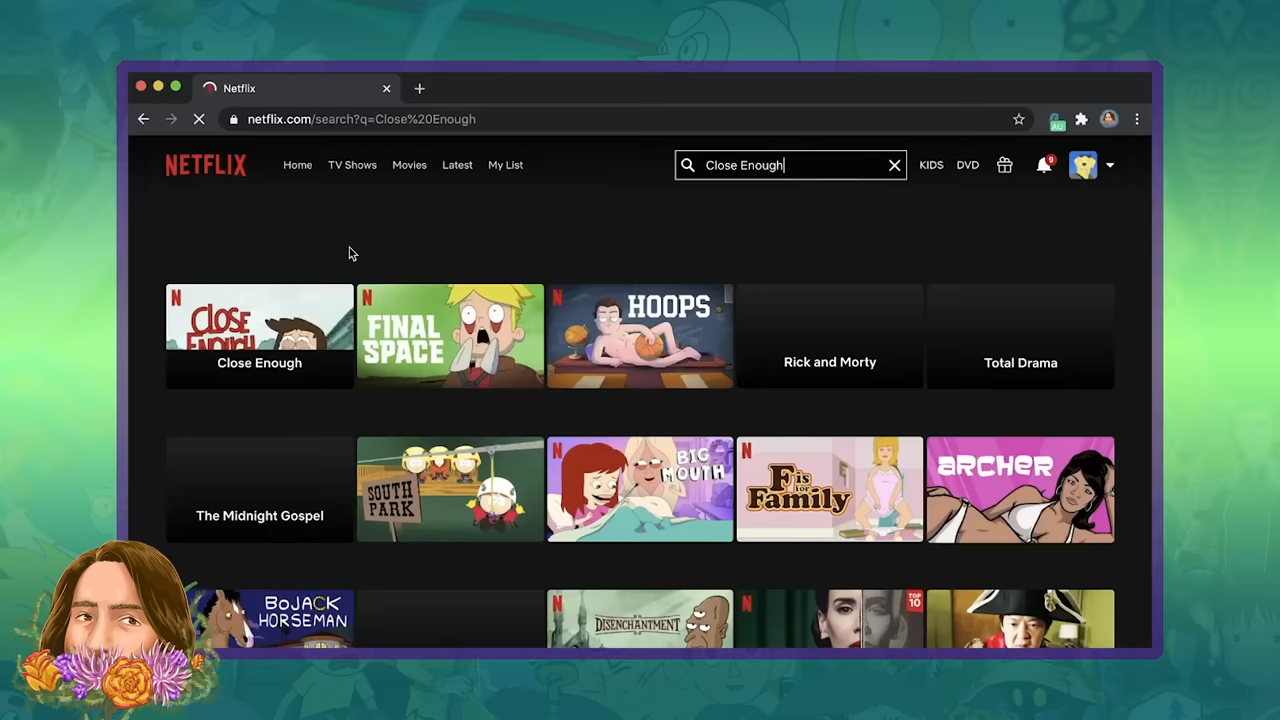 Netflix
netflix.com/search?q=Close%20Enough
AU
NETFLIX
Home
TV Shows
Movies
Latest
My List
Close Enough
KIDS
DVD
9
N
CLOSE
ENOUGH
Close Enough
N
FINAL
SPACE
N
HOOPS
Rick and Morty
Total Drama
The Midnight Gospel
SOUTH
PARK
N
BIG
MOUTH
N
F is for
Family
ARCHER
BOJACK
HORSEMAN
N
DISENCHANTMENT
N
TOP
10